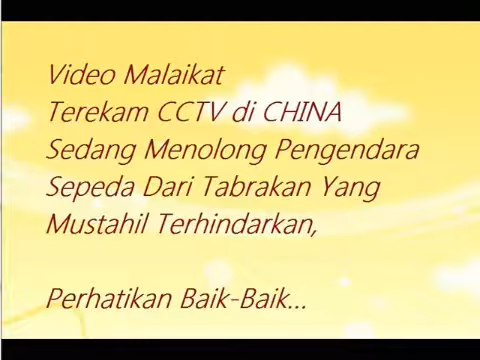 Video Malaikat
Terekam CCTV di CHINA
Sedang Menolong Pengendara
Sepeda Dari Tabrakan Yang
Mustahil Terhindarkan,
Perhatikan Baik-Baik...